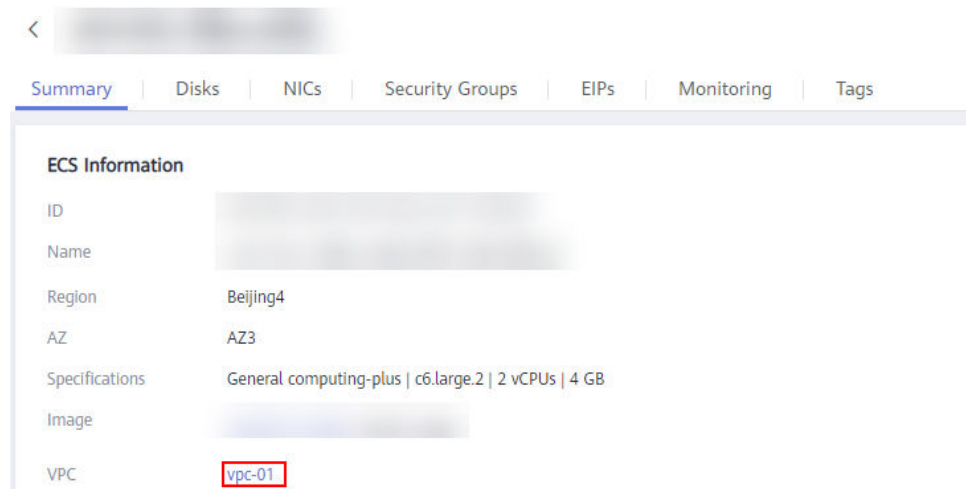 Summary Disks NICs Security Groups EIPs Monitoring Tags
ECS Information
ID
Name
Region Beijing4
AZ AZ3
Specifications General computing-plus | c6.large.2 | 2 vCPUs | 4 GB
Image
VPC vpc-01